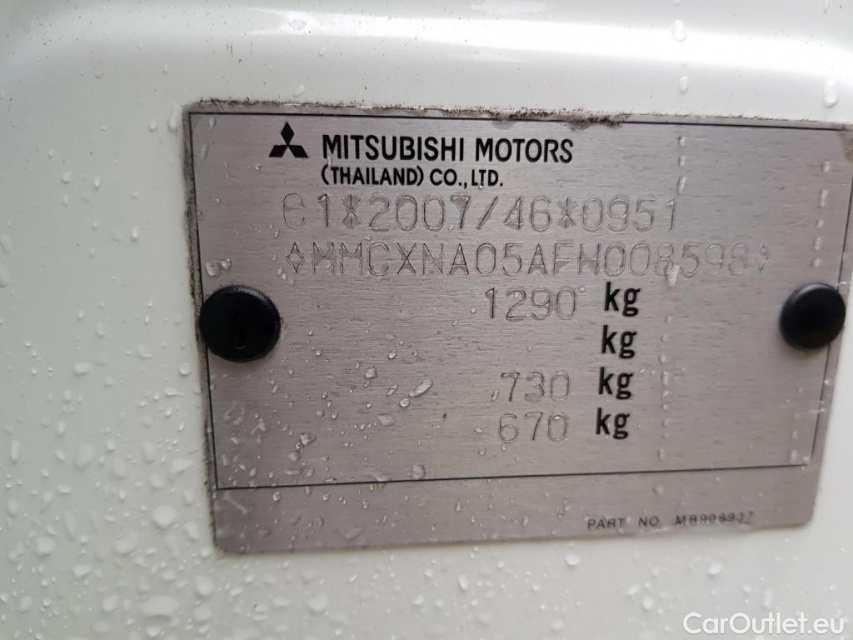 MITSUBISHI MOTORS
(THAILAND) CO., LTD.
e1*2007/46*0951
◊MMCXNA05AFH008598◊
1290 kg
kg
730 kg
670 kg
PART NO. MB906937
CarOutlet.eu